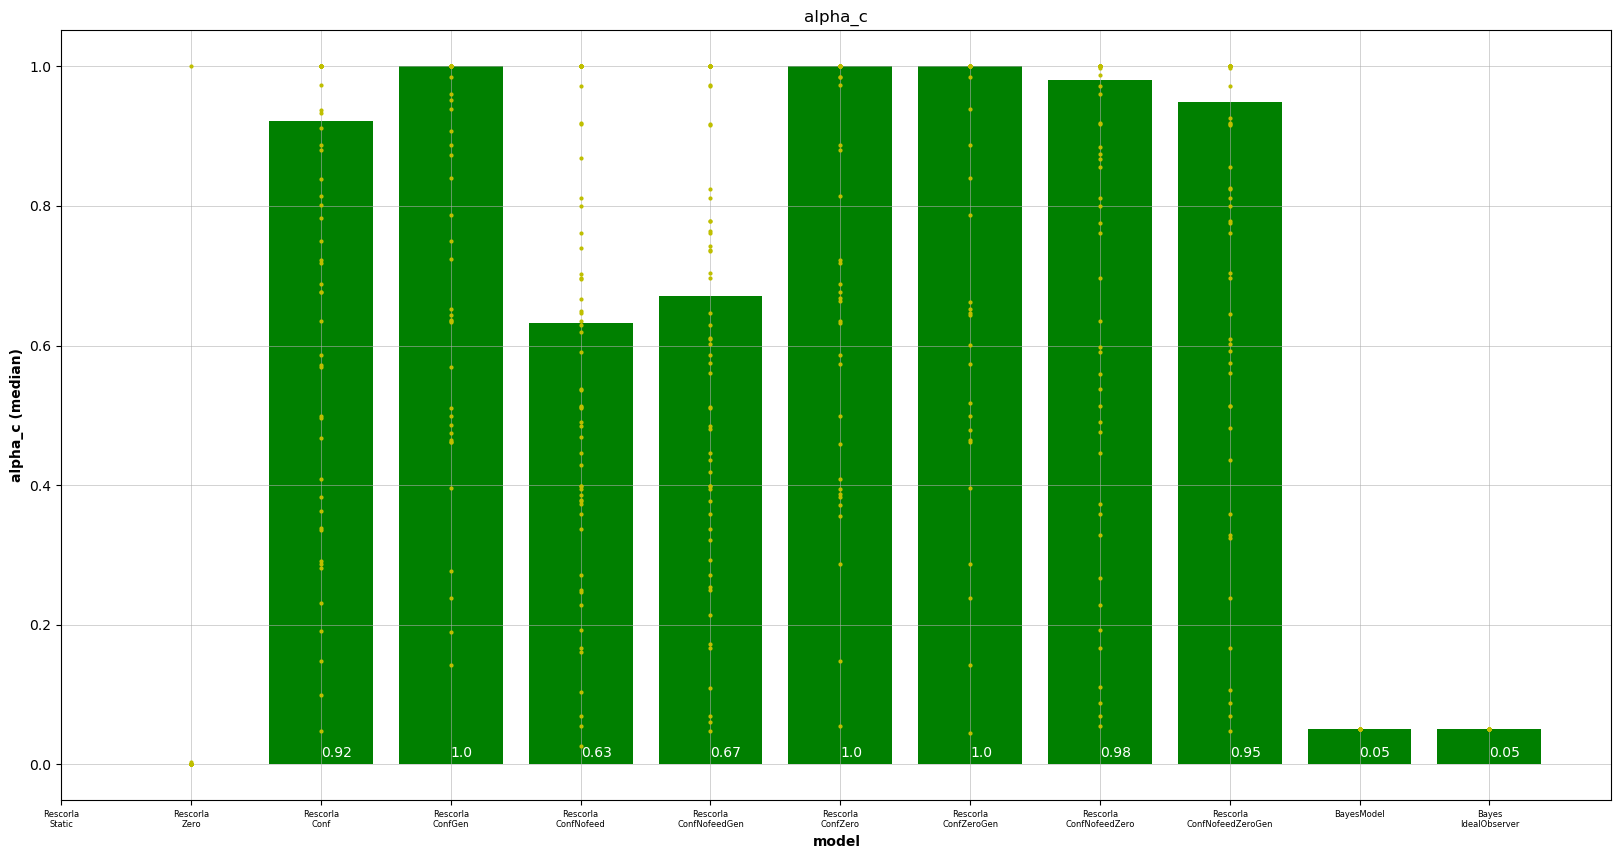 alpha_c
1.0
0.8
0.6
0.4
0.2
0.0
alpha_c (median)
0.92
1.0
0.63
0.67
1.0
1.0
0.98
0.95
0.05
0.05
Rescorla
Static
Rescorla
Zero
Rescorla
Conf
Rescorla
ConfGen
Rescorla
ConfNofeed
Rescorla
ConfNofeedGen
Rescorla
ConfZero
Rescorla
ConfZeroGen
Rescorla
ConfNofeedZero
Rescorla
ConfNofeedZeroGen
BayesModel
Bayes
IdealObserver
model